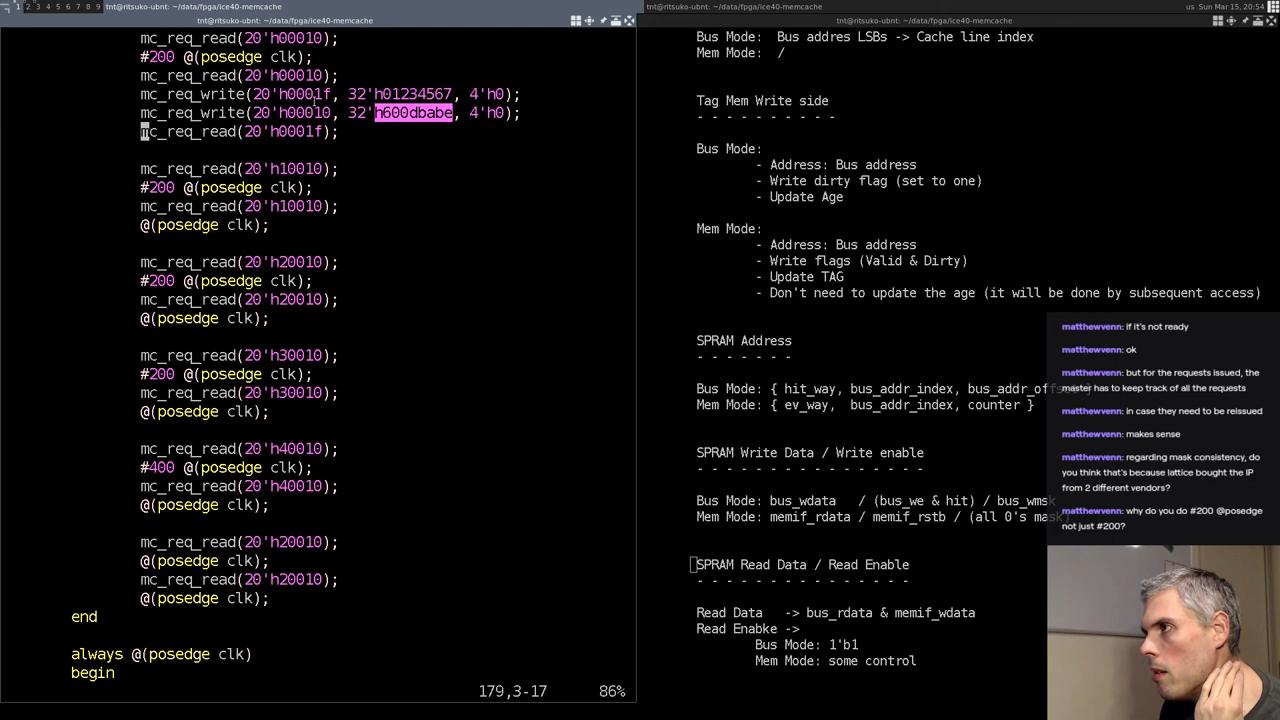 1 2 3 4 5 6 7 8 9 tnt@ritsuko-ubnt: ~/data/fpga/ice40-memcache
us Sun Mar 15, 20:54
tnt@ritsuko-ubnt: ~/data/fpga/ice40-memcache
mc_req_read(20'h00010);
#200 @(posedge clk);
mc_req_read(20'h00010);
mc_req_write(20'h0001f, 32'h01234567, 4'h0);
mc_req_write(20'h00010, 32'h600dbabe, 4'h0);
mc_req_read(20'h0001f);
mc_req_read(20'h10010);
#200 @(posedge clk);
mc_req_read(20'h10010);
@(posedge clk);
mc_req_read(20'h20010);
#200 @(posedge clk);
mc_req_read(20'h20010);
@(posedge clk);
mc_req_read(20'h30010);
#200 @(posedge clk);
mc_req_read(20'h30010);
@(posedge clk);
mc_req_read(20'h40010);
#400 @(posedge clk);
mc_req_read(20'h40010);
@(posedge clk);
mc_req_read(20'h20010);
@(posedge clk);
mc_req_read(20'h20010);
@(posedge clk);
end
always @(posedge clk)
begin
179,3-17 86%
tnt@ritsuko-ubnt: ~/data/fpga/ice40-memcache
Bus Mode: Bus addres LSBs -> Cache line index
Mem Mode: /
Tag Mem Write side
- - - - - - - - - -
Bus Mode:
- Address: Bus address
- Write dirty flag (set to one)
- Update Age
Mem Mode:
- Address: Bus address
- Write flags (Valid & Dirty)
- Update TAG
- Don't need to update the age (it will be done by subsequent access)
SPRAM Address
- - - - - - -
Bus Mode: { hit_way, bus_addr_index, bus_addr_offset }
Mem Mode: { ev_way, bus_addr_index, counter }
SPRAM Write Data / Write enable
- - - - - - - - - - - - - - - -
Bus Mode: bus_wdata / (bus_we & hit) / bus_wmsk
Mem Mode: memif_rdata / memif_rstb / (all 0's mask)
SPRAM Read Data / Read Enable
- - - - - - - - - - - - - - -
Read Data -> bus_rdata & memif_wdata
Read Enabke ->
Bus Mode: 1'b1
Mem Mode: some control
matthewvenn: if it's not ready
matthewvenn: ok
matthewvenn: but for the requests issued, the
master has to keep track of all the requests
matthewvenn: in case they need to be reissued
matthewvenn: makes sense
matthewvenn: regarding mask consistency, do
you think that's because lattice bought the IP
from 2 different vendors?
matthewvenn: why do you do #200 @posedge
not just #200?